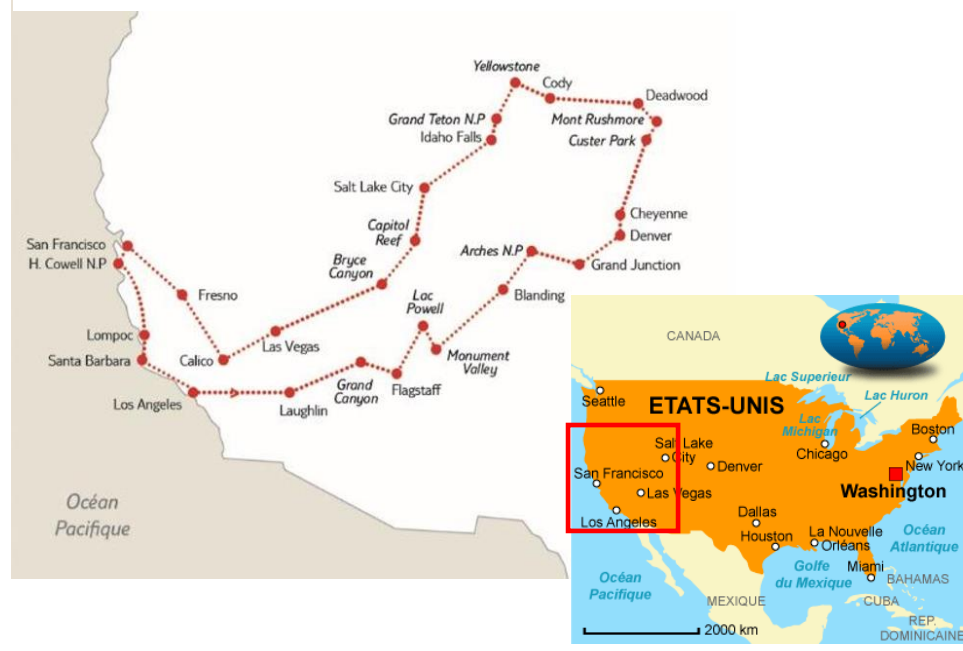 Yellowstone
Cody
Deadwood
Grand Teton N.P
Mont Rushmore
Idaho Falls
Custer Park
Salt Lake City
Capitol
Reef
Cheyenne
Denver
San Francisco
H. Cowell N.P
Bryce
Canyon
Arches N.P
Grand Junction
Fresno
Lac
Powell
Blanding
Lompoc
Las Vegas
Santa Barbara
Calico
Monument
Valley
Grand
Canyon
Flagstaff
Los Angeles
Laughlin
Océan
Pacifique
CANADA
Lac Superieur
Lac Huron
Seattle
ETATS-UNIS
Lac
Michigan
Boston
Salt Lake
City
Chicago
New York
Denver
San Francisco
Las Vegas
Washington
Los Angeles
Dallas
Houston
La Nouvelle
Orléans
Océan
Atlantique
Golfe
du Mexique
Miami
Océan
Pacifique
BAHAMAS
MEXIQUE
CUBA
REP.
DOMINICAINE
2000 km